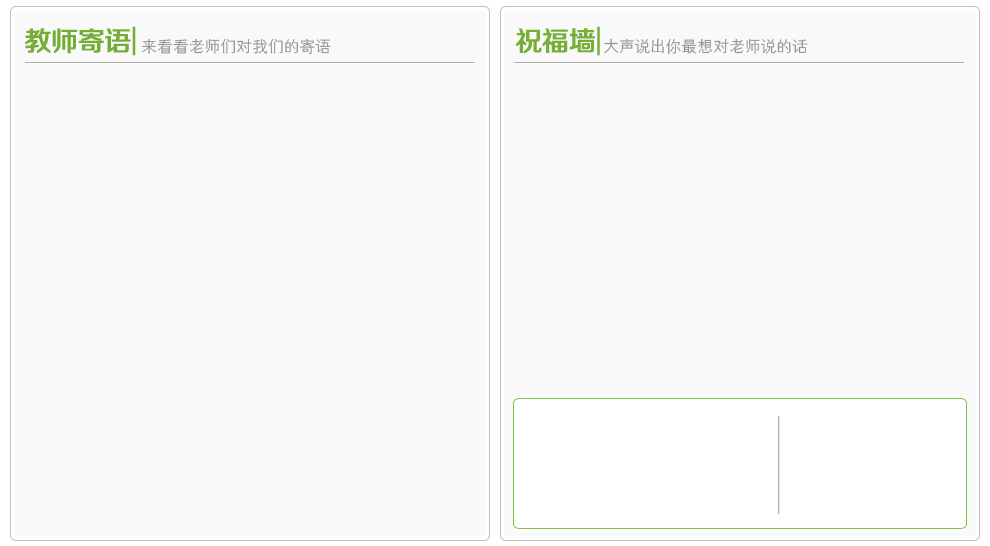 教师寄语 来看看老师们对我们的寄语
祝福墙 大声说出你最想对老师说的话